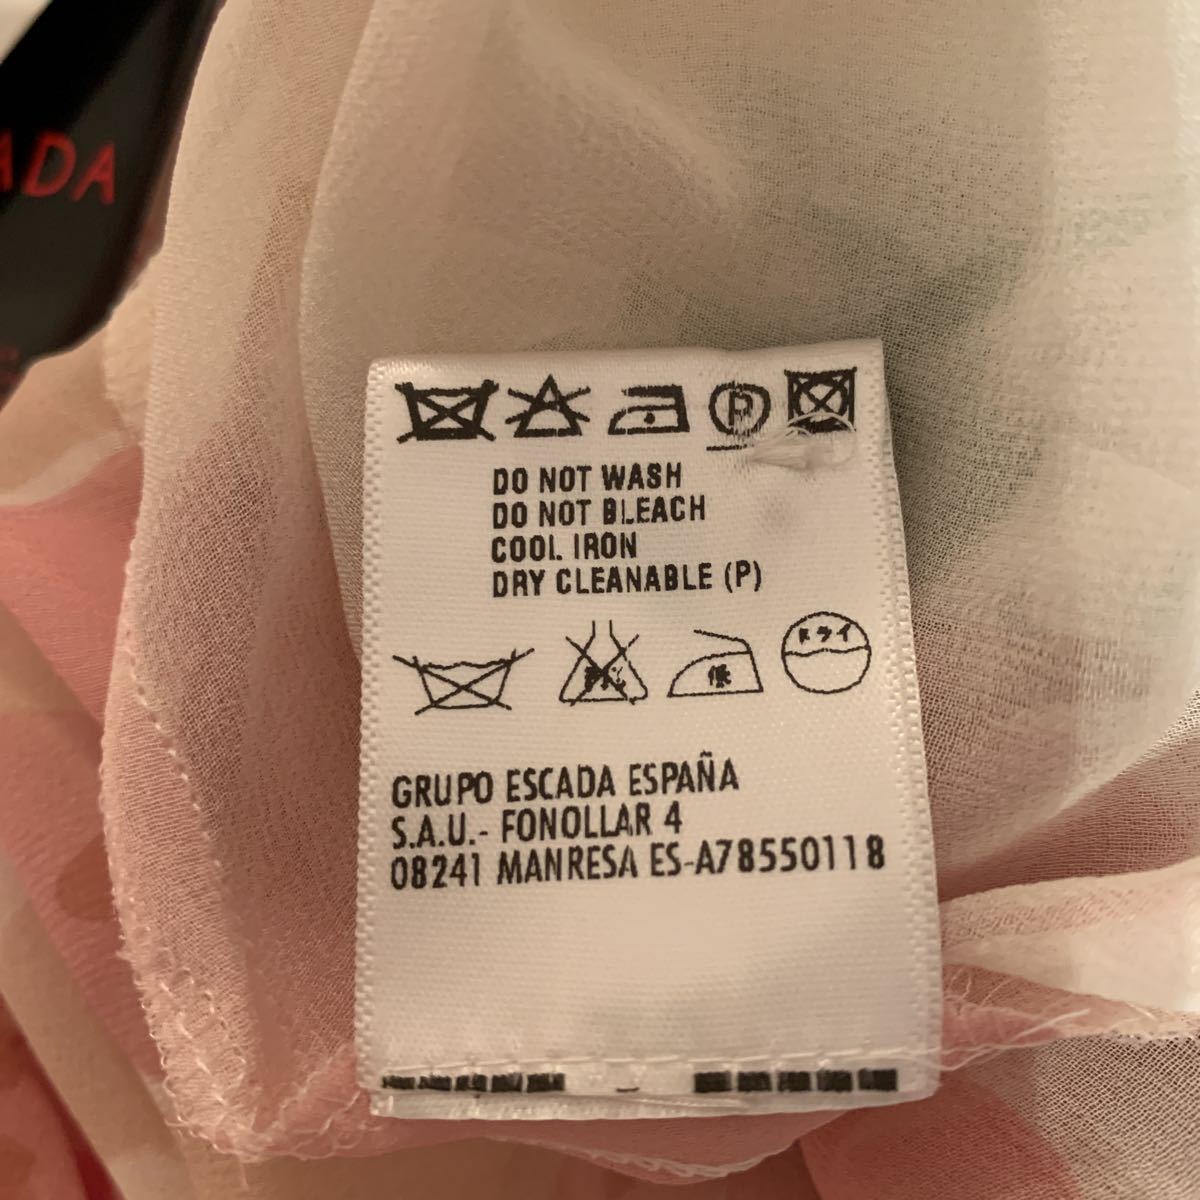 ADA
P
DO NOT WASH
DO NOT BLEACH
COOL IRON
DRY CLEANABLE (P)
低
ドライ
GRUPO ESCADA ESPAÑA
S.A.U.- FONOLLAR 4
08241 MANRESA ES-A78550118